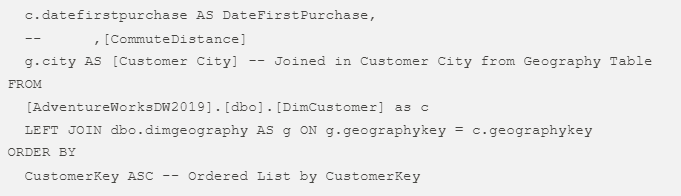 c.datefirstpurchase AS DateFirstPurchase,
--      ,[CommuteDistance]
g.city AS [Customer City] -- Joined in Customer City from Geography Table
FROM
[AdventureWorksDW2019].[dbo].[DimCustomer] as c
LEFT JOIN dbo.dimgeography AS g ON g.geographykey = c.geographykey
ORDER BY
CustomerKey ASC -- Ordered List by CustomerKey